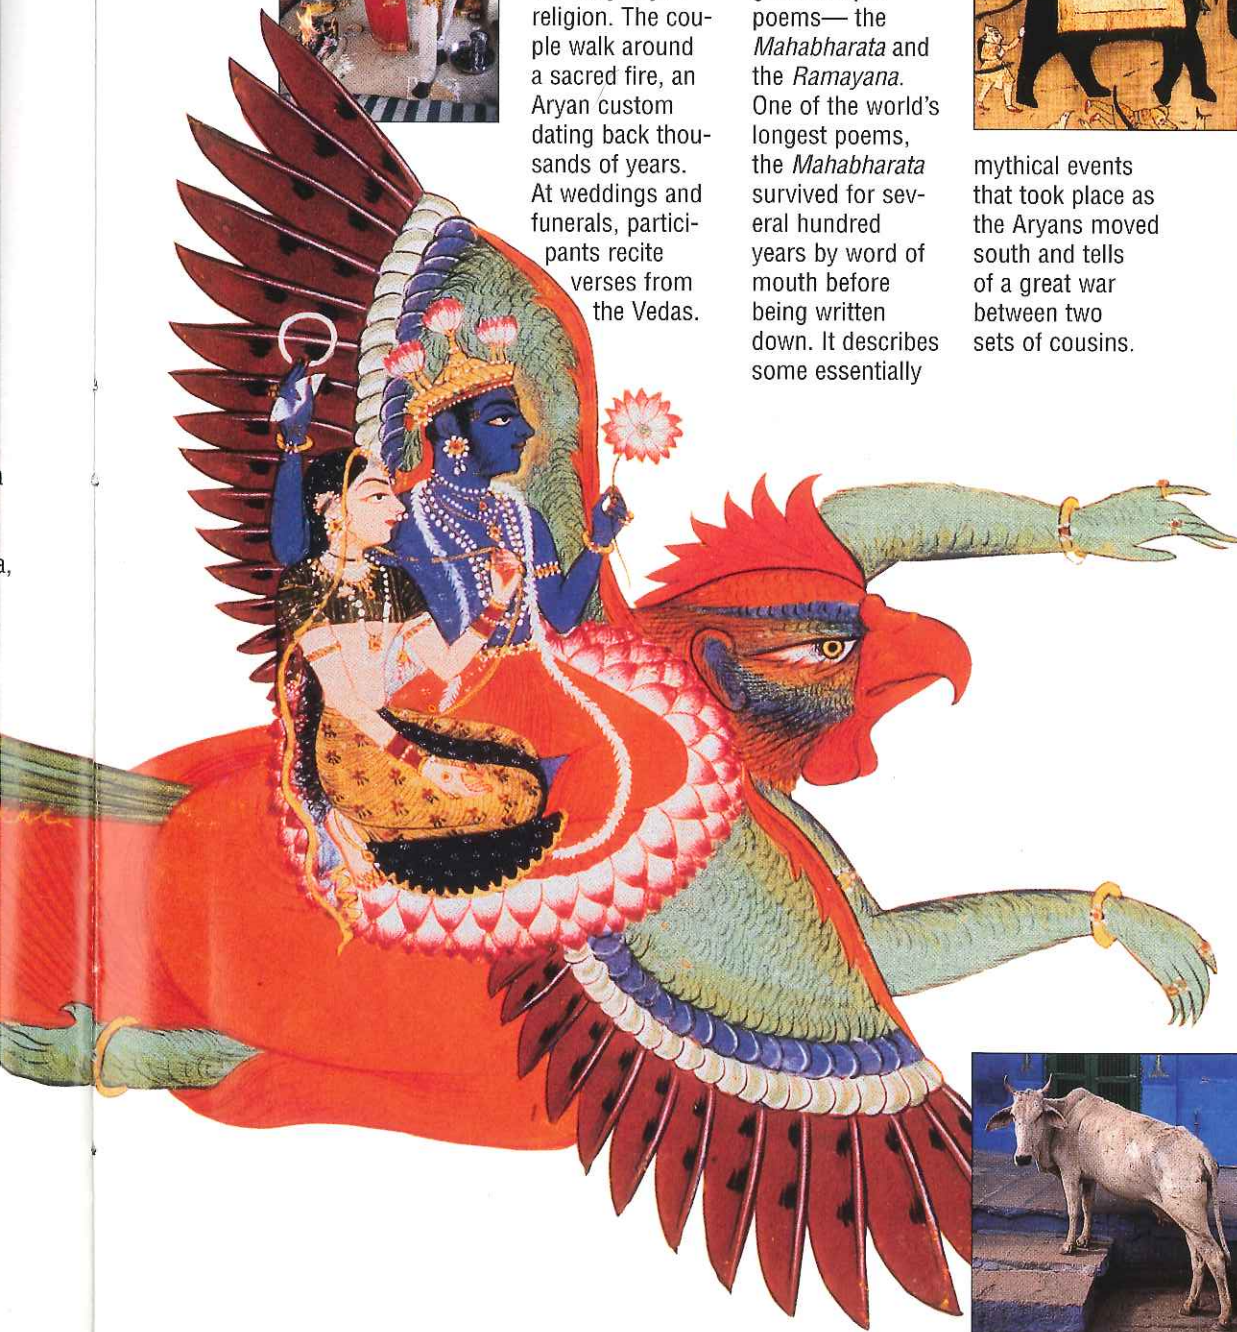 religion. The cou-
ple walk around
a sacred fire, an
Aryan custom
dating back thou-
sands of years.
At weddings and
funerals, partici-
pants recite
verses from
the Vedas.
poems— the
Mahabharata and
the Ramayana.
One of the world's
longest poems,
the Mahabharata
survived for sev-
eral hundred
years by word of
mouth before
being written
down. It describes
some essentially
mythical events
that took place as
the Aryans moved
south and tells
of a great war
between two
sets of cousins.